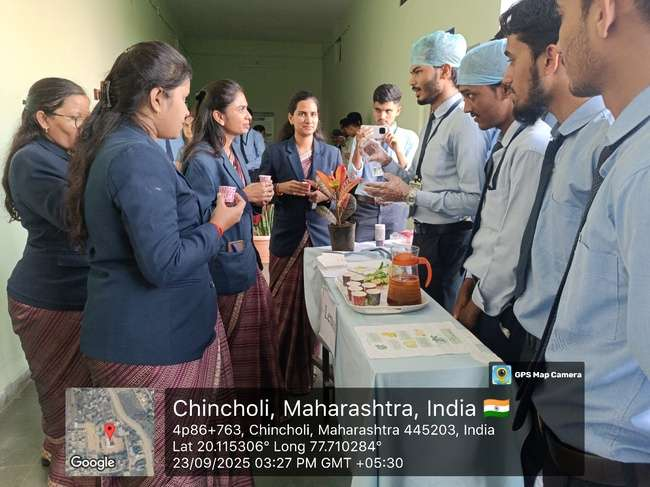 GPS Map Camera
Chincholi, Maharashtra, India
4p86+763, Chincholi, Maharashtra 445203, India
Lat 20.115306° Long 77.710284°
23/09/2025 03:27 PM GMT +05:30
Google